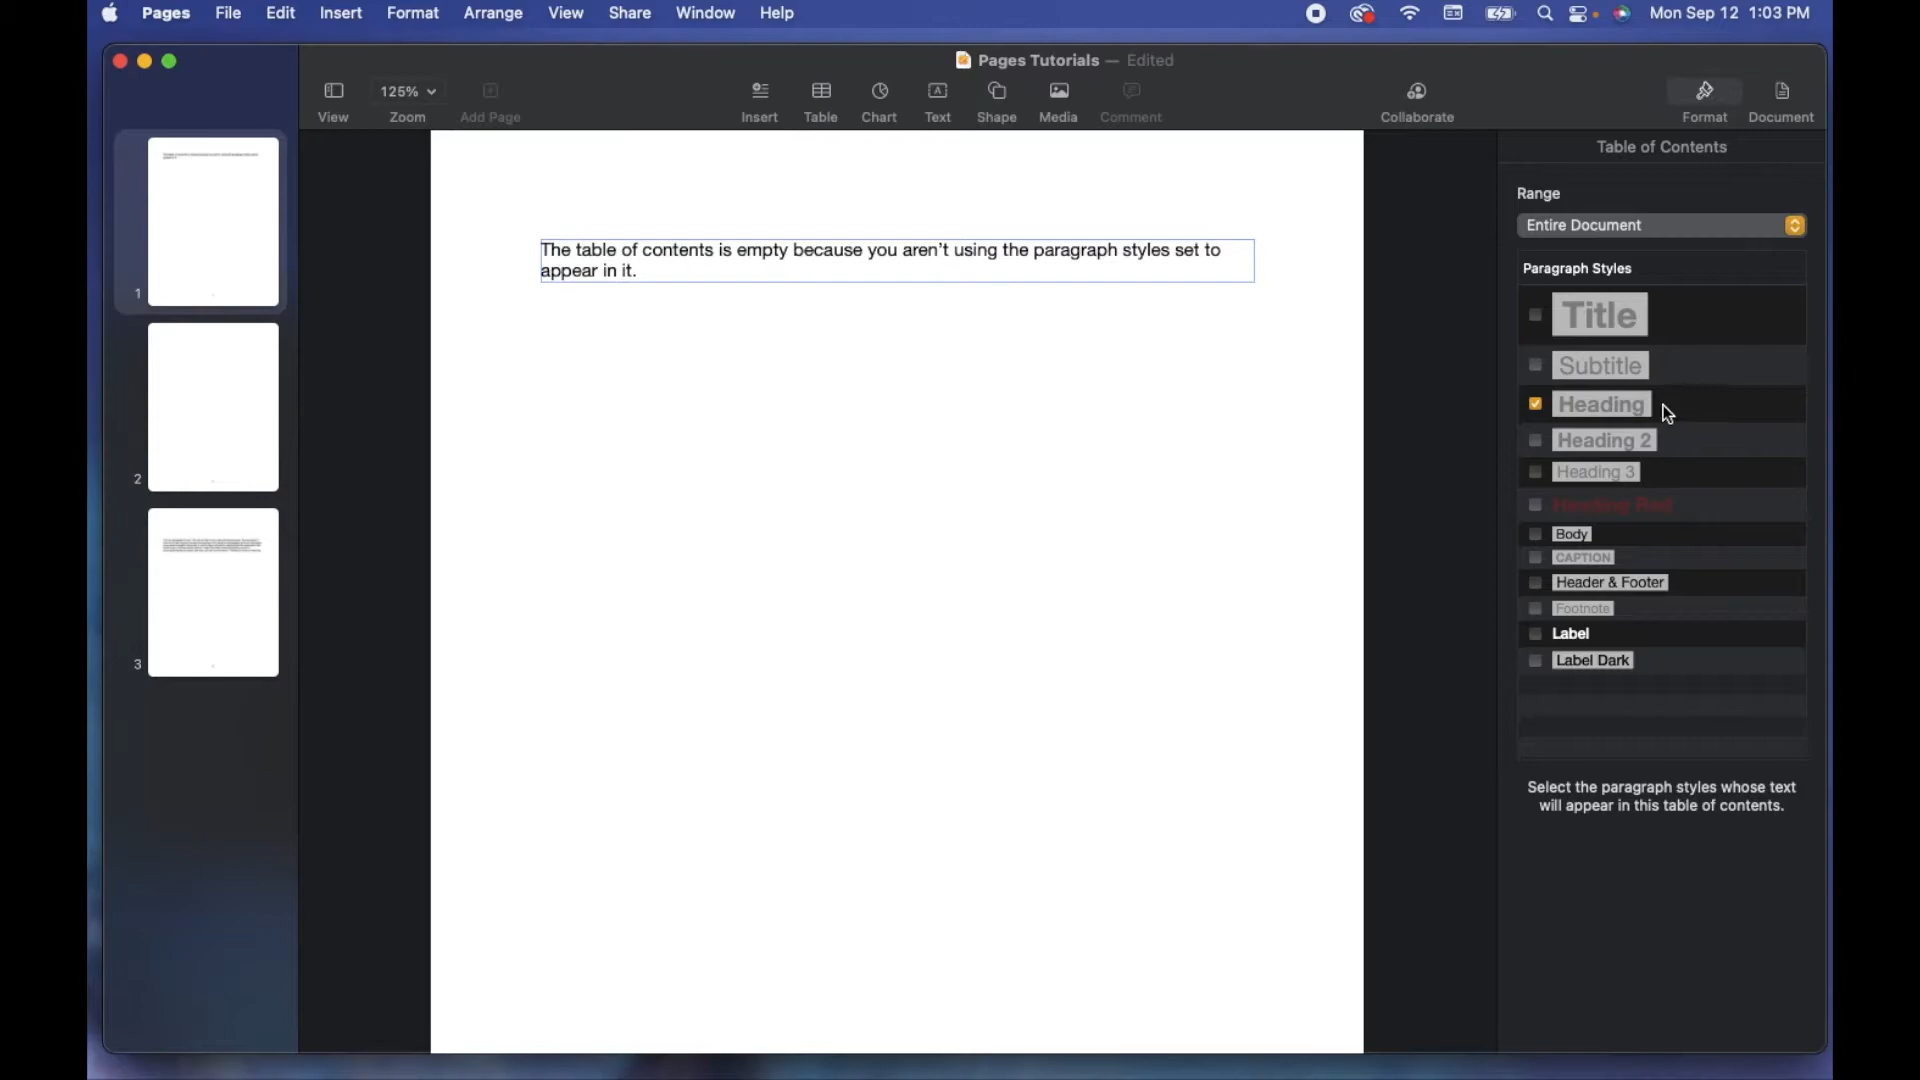 Pages File Edit Insert Format Arrange View Share Window Help Mon Sep 12 1:03 PM
Pages Tutorials — Edited
125%
View Zoom Add Page Insert Table Chart Text Shape Media Comment Collaborate Format Document
Table of Contents
1
2
3
The table of contents is empty because you aren’t using the paragraph styles set to
appear in it.
Range
Entire Document
Paragraph Styles
Title
Subtitle
Heading
Heading 2
Heading 3
Heading Red
Body
CAPTION
Header & Footer
Footnote
Label
Label Dark
Select the paragraph styles whose text
will appear in this table of contents.